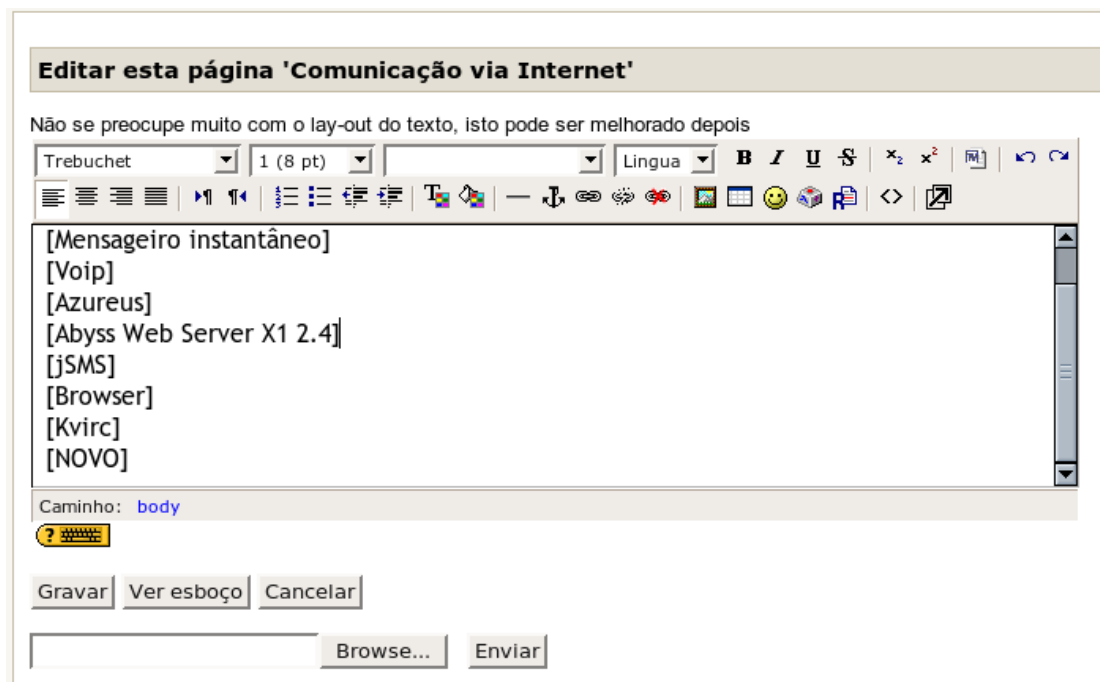 Editar esta página 'Comunicação via Internet'
Não se preocupe muito com o lay-out do texto, isto pode ser melhorado depois
Trebuchet 1 (8 pt) Lingua B I U S x₂ x²
[Mensageiro instantâneo]
[Voip]
[Azureus]
[Abyss Web Server X1 2.4]
[jSMS]
[Browser]
[Kvirc]
[NOVO]
Caminho: body
?
Gravar Ver esboço Cancelar
Browse... Enviar